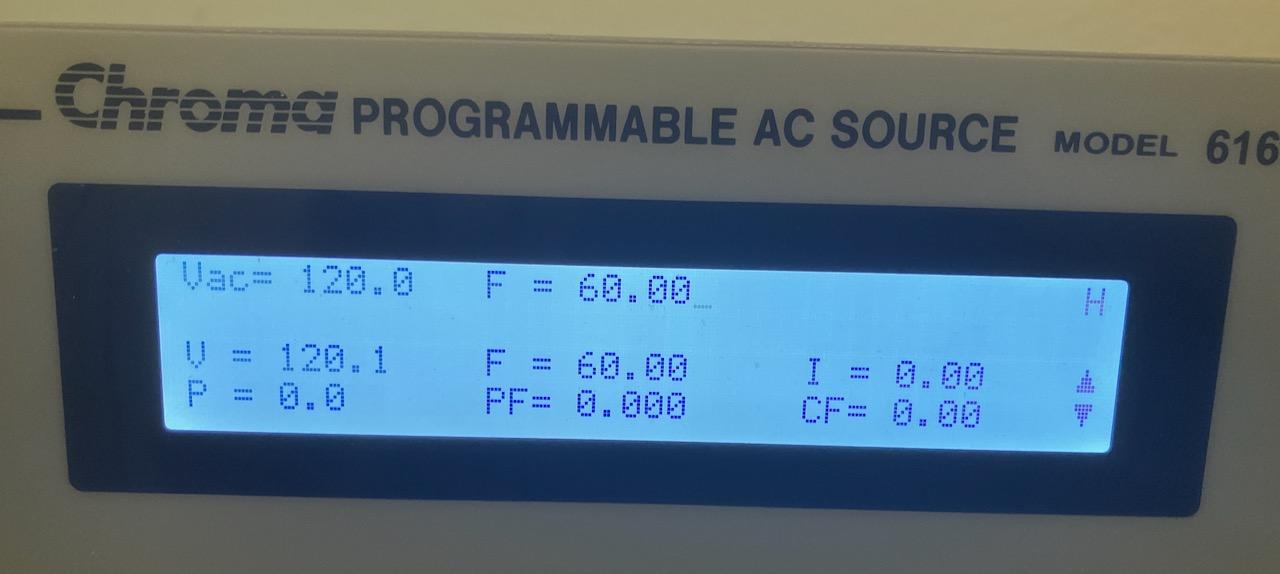 Chroma PROGRAMMABLE AC SOURCE MODEL 616
Vac= 120.0 F = 60.00_ H
V = 120.1 F = 60.00 I = 0.00
P = 0.0 PF= 0.000 CF= 0.00